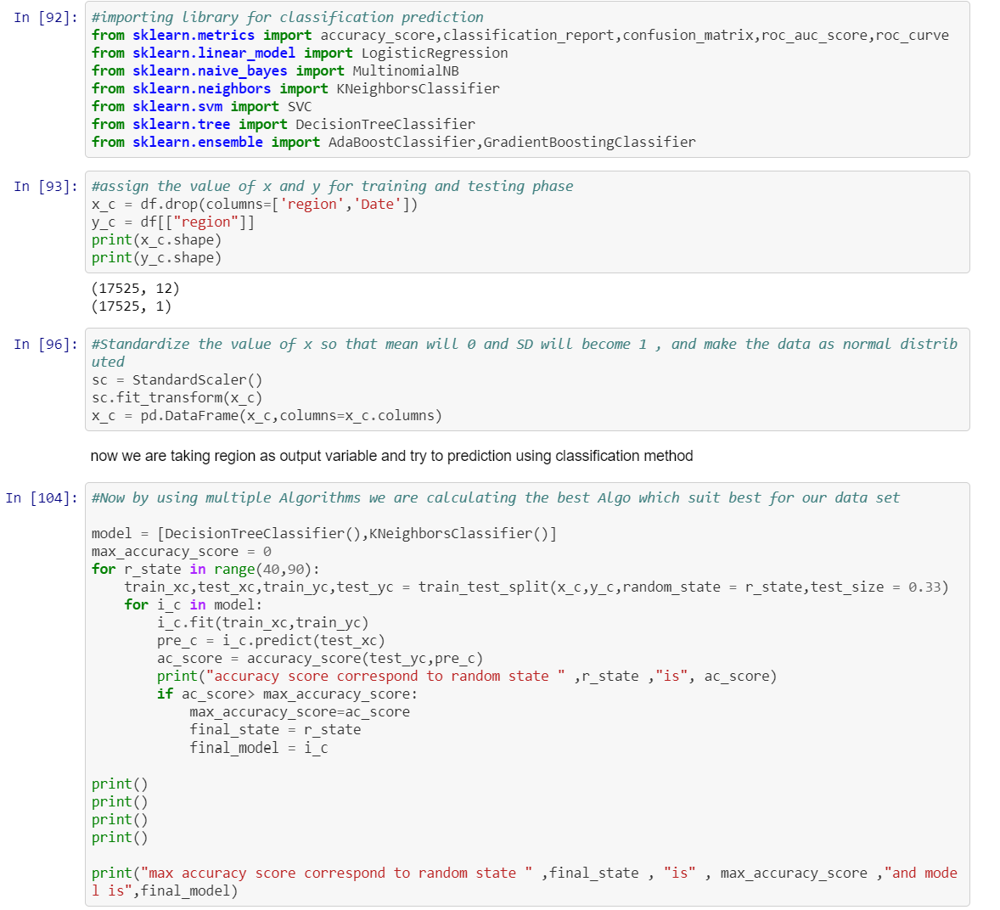 In [92]:
#importing library for classification prediction
from sklearn.metrics import accuracy_score,classification_report,confusion_matrix,roc_auc_score,roc_curve
from sklearn.linear_model import LogisticRegression
from sklearn.naive_bayes import MultinomialNB
from sklearn.neighbors import KNeighborsClassifier
from sklearn.svm import SVC
from sklearn.tree import DecisionTreeClassifier
from sklearn.ensemble import AdaBoostClassifier,GradientBoostingClassifier
In [93]:
#assign the value of x and y for training and testing phase
x_c = df.drop(columns=['region','Date'])
y_c = df[["region"]]
print(x_c.shape)
print(y_c.shape)
(17525, 12)
(17525, 1)
In [96]:
#Standardize the value of x so that mean will 0 and SD will become 1 , and make the data as normal distrib
uted
sc = StandardScaler()
sc.fit_transform(x_c)
x_c = pd.DataFrame(x_c,columns=x_c.columns)
now we are taking region as output variable and try to prediction using classification method
In [104]:
#Now by using multiple Algorithms we are calculating the best Algo which suit best for our data set
model = [DecisionTreeClassifier(),KNeighborsClassifier()]
max_accuracy_score = 0
for r_state in range(40,90):
    train_xc,test_xc,train_yc,test_yc = train_test_split(x_c,y_c,random_state = r_state,test_size = 0.33)
    for i_c in model:
        i_c.fit(train_xc,train_yc)
        pre_c = i_c.predict(test_xc)
        ac_score = accuracy_score(test_yc,pre_c)
        print("accuracy score correspond to random state " ,r_state ,"is", ac_score)
        if ac_score> max_accuracy_score:
            max_accuracy_score=ac_score
            final_state = r_state
            final_model = i_c
print()
print()
print()
print()
print("max accuracy score correspond to random state " ,final_state , "is" , max_accuracy_score ,"and mode
l is",final_model)